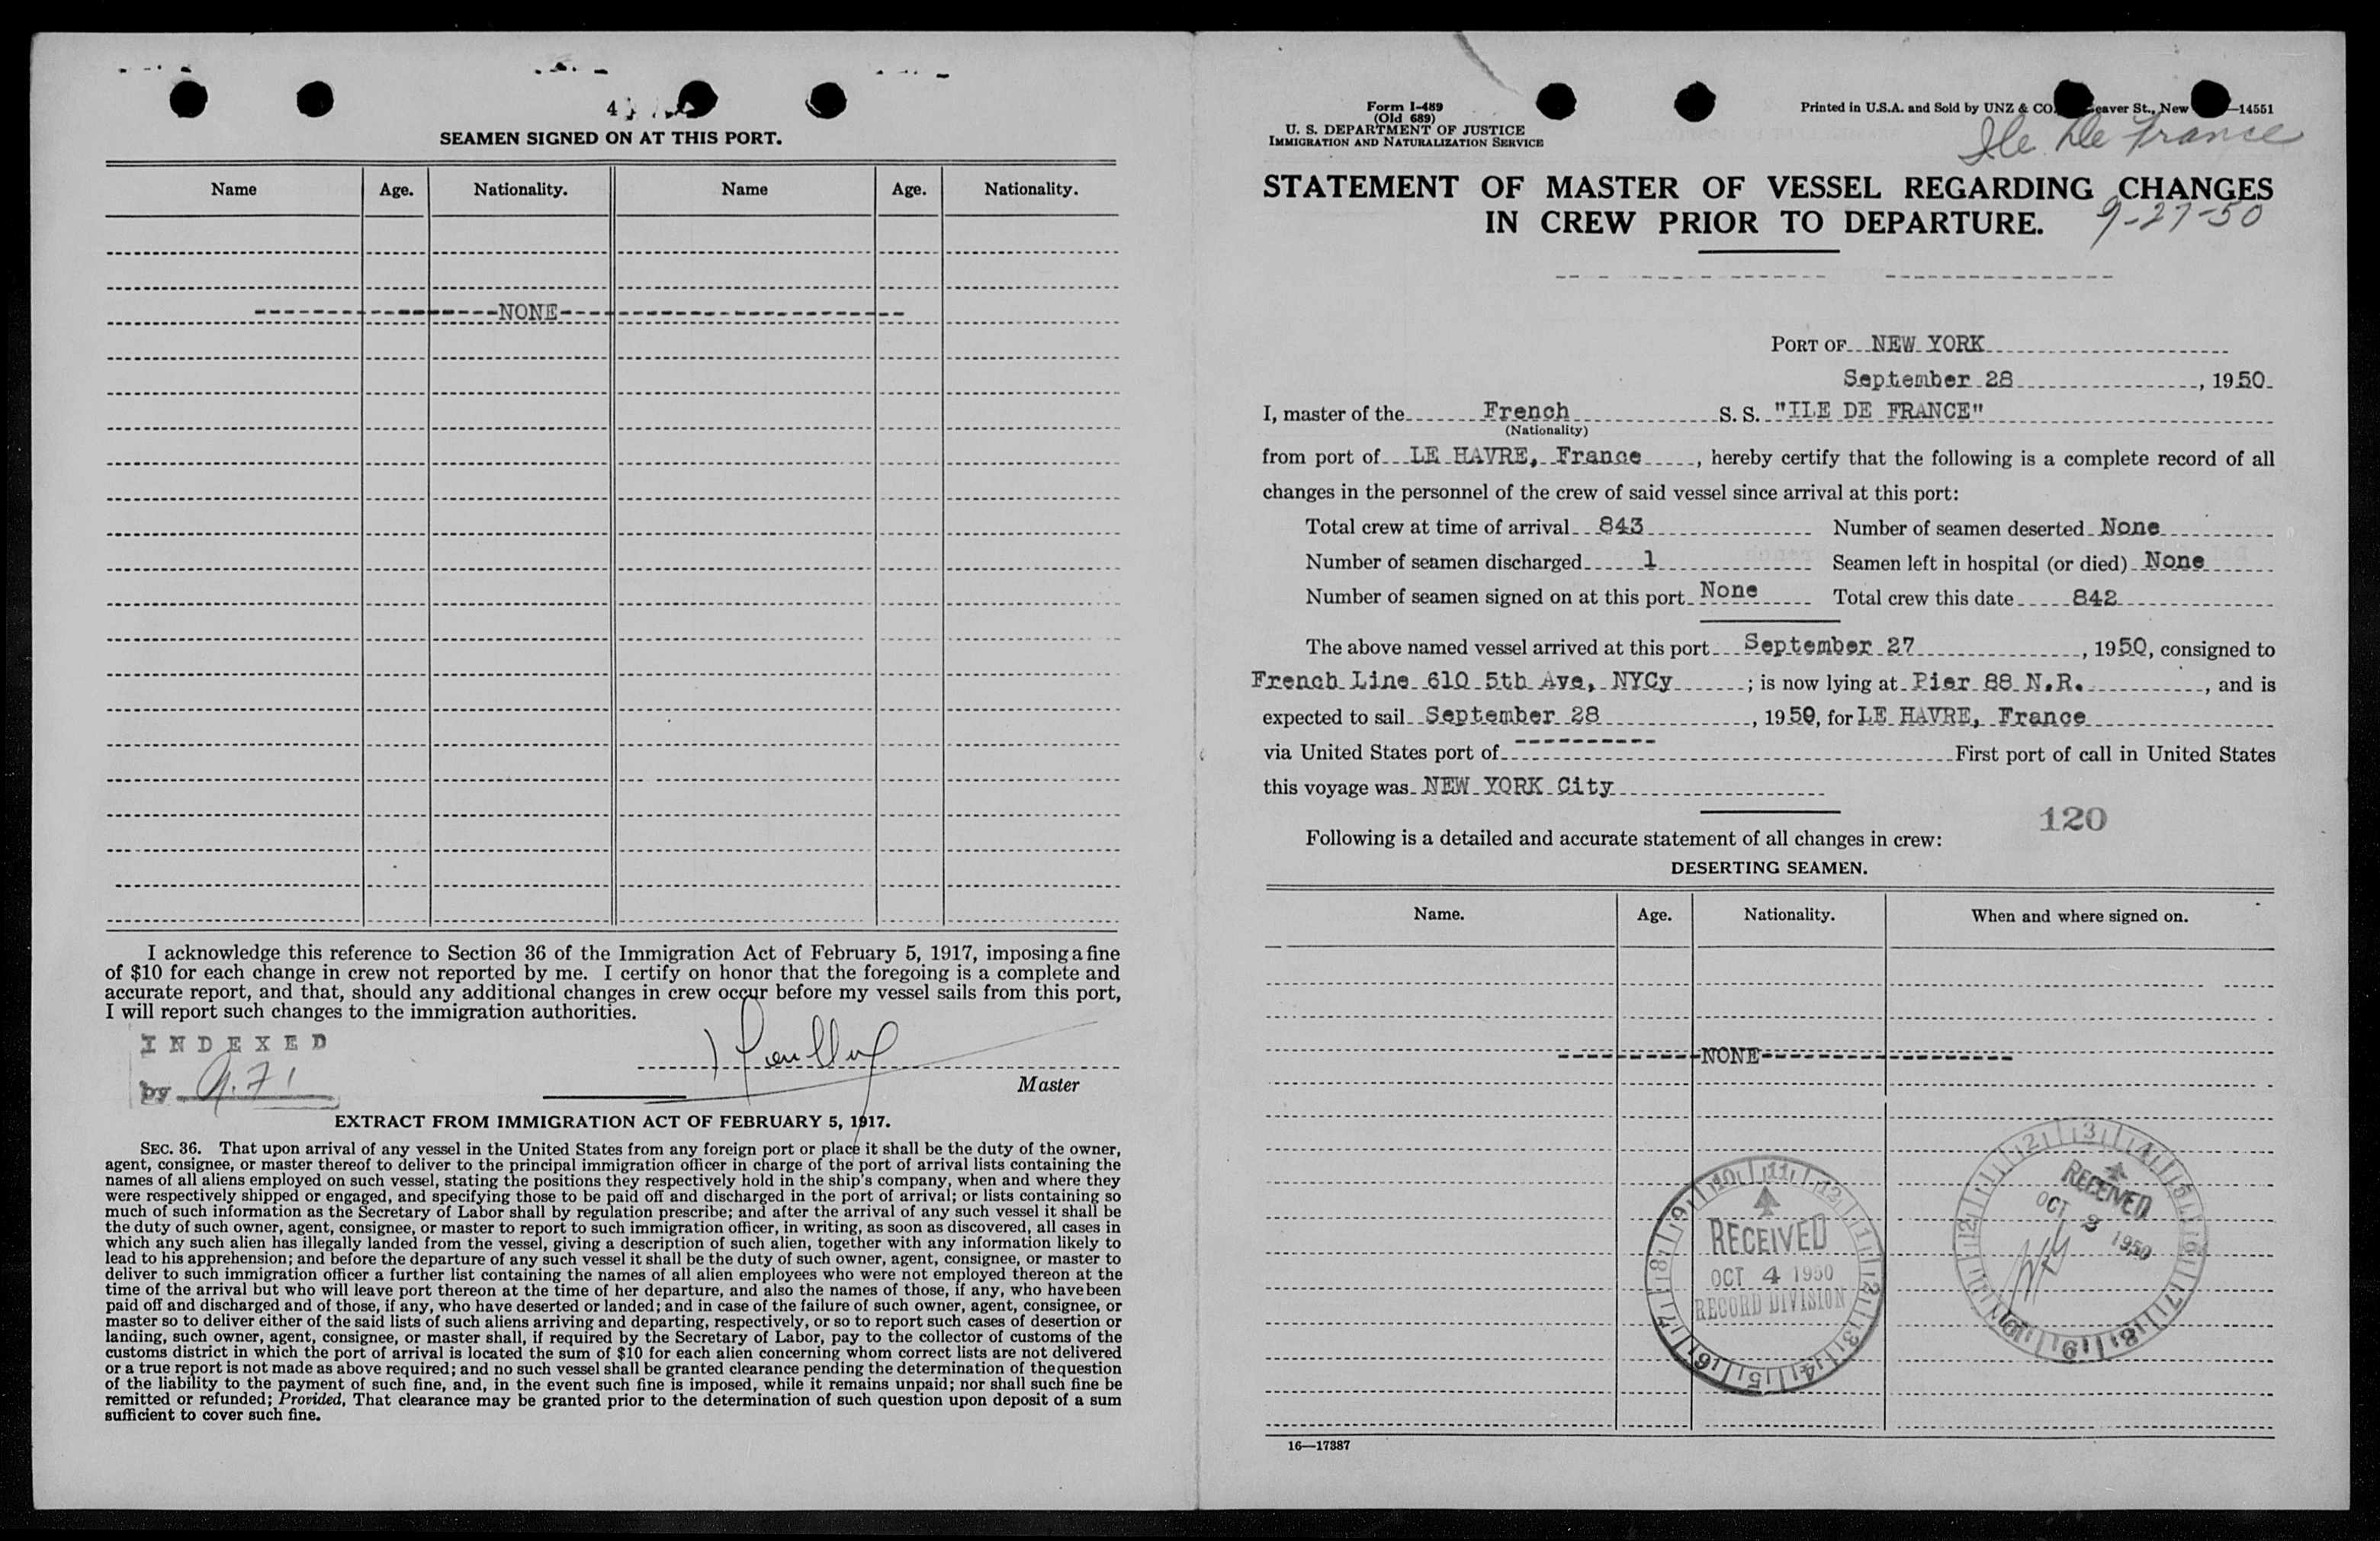 4
SEAMEN SIGNED ON AT THIS PORT.
Name Age. Nationality. Name Age. Nationality.
NONE
I acknowledge this reference to Section 36 of the Immigration Act of February 5, 1917, imposing a fine
of $10 for each change in crew not reported by me. I certify on honor that the foregoing is a complete and
accurate report, and that, should any additional changes in crew occur before my vessel sails from this port,
I will report such changes to the immigration authorities.
INDEXED
by
Master
EXTRACT FROM IMMIGRATION ACT OF FEBRUARY 5, 1917.
SEC. 36. That upon arrival of any vessel in the United States from any foreign port or place it shall be the duty of the owner,
agent, consignee, or master thereof to deliver to the principal immigration officer in charge of the port of arrival lists containing the
names of all aliens employed on such vessel, stating the positions they respectively hold in the ship's company, when and where they
were respectively shipped or engaged, and specifying those to be paid off and discharged in the port of arrival; or lists containing so
much of such information as the Secretary of Labor shall by regulation prescribe; and after the arrival of any such vessel it shall be
the duty of such owner, agent, consignee, or master to report to such immigration officer, in writing, as soon as discovered, all cases in
which any such alien has illegally landed from the vessel, giving a description of such alien, together with any information likely to
lead to his apprehension; and before the departure of any such vessel it shall be the duty of such owner, agent, consignee, or master to
deliver to such immigration officer a further list containing the names of all alien employees who were not employed thereon at the
time of the arrival but who will leave port thereon at the time of her departure, and also the names of those, if any, who have been
paid off and discharged and of those, if any, who have deserted or landed; and in case of the failure of such owner, agent, consignee, or
master so to deliver either of the said lists of such aliens arriving and departing, respectively, or so to report such cases of desertion or
landing, such owner, agent, consignee, or master shall, if required by the Secretary of Labor, pay to the collector of customs of the
customs district in which the port of arrival is located the sum of $10 for each alien concerning whom correct lists are not delivered
or a true report is not made as above required; and no such vessel shall be granted clearance pending the determination of the question
of the liability to the payment of such fine, and, in the event such fine is imposed, while it remains unpaid; nor shall such fine be
remitted or refunded; Provided, That clearance may be granted prior to the determination of such question upon deposit of a sum
sufficient to cover such fine.
Form I-489
(Old 689)
U. S. DEPARTMENT OF JUSTICE
IMMIGRATION AND NATURALIZATION SERVICE
Printed in U.S.A. and Sold by UNZ & CO. eaver St., New —14551
Ile De France
STATEMENT OF MASTER OF VESSEL REGARDING CHANGES
IN CREW PRIOR TO DEPARTURE.
9-27-50
PORT OF NEW YORK
September 28, 1950
I, master of the French S. S. "ILE DE FRANCE"
(Nationality)
from port of LE HAVRE, France, hereby certify that the following is a complete record of all
changes in the personnel of the crew of said vessel since arrival at this port:
Total crew at time of arrival 843 Number of seamen deserted None
Number of seamen discharged 1 Seamen left in hospital (or died) None
Number of seamen signed on at this port None Total crew this date 842
The above named vessel arrived at this port September 27, 1950, consigned to
French Line 610 5th Ave, NYCy; is now lying at Pier 88 N.R., and is
expected to sail September 28, 1950, for LE HAVRE, France
via United States port of First port of call in United States
this voyage was NEW YORK City
120
Following is a detailed and accurate statement of all changes in crew:
DESERTING SEAMEN.
Name. Age. Nationality. When and where signed on.
NONE
10 11 12 1 2 3 4 5 6 7 8 9
RECEIVED
OCT 4 1950
RECORD DIVISION
12 1 2 3 4 5 6 7 8 9 10 11
RECEIVED
OCT 3 1950
16—17387